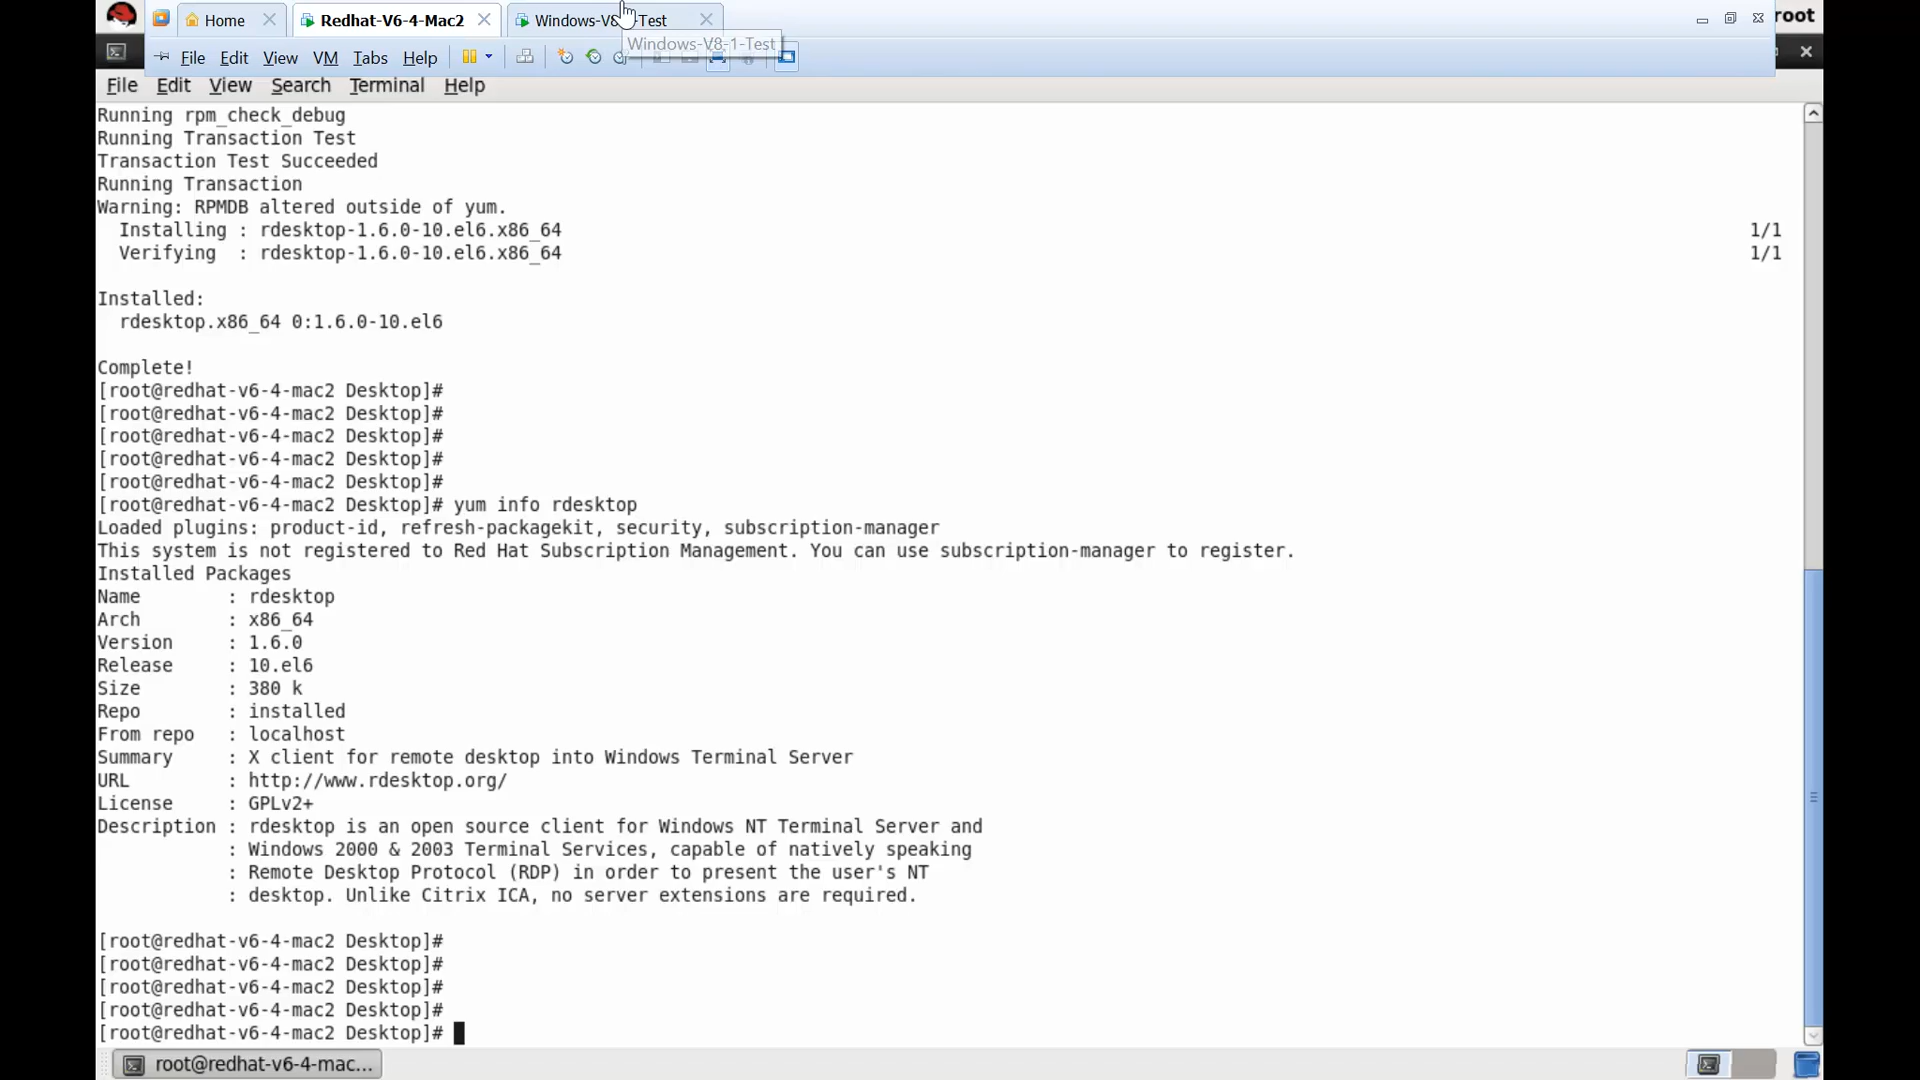 Home
Redhat-V6-4-Mac2
Windows-V8 Test
root
Windows-V8-1-Test
File Edit View VM Tabs Help
File Edit View Search Terminal Help
Running rpm_check_debug
Running Transaction Test
Transaction Test Succeeded
Running Transaction
Warning: RPMDB altered outside of yum.
Installing : rdesktop-1.6.0-10.el6.x86_64 1/1
Verifying : rdesktop-1.6.0-10.el6.x86_64 1/1
Installed:
rdesktop.x86_64 0:1.6.0-10.el6
Complete!
[root@redhat-v6-4-mac2 Desktop]#
[root@redhat-v6-4-mac2 Desktop]#
[root@redhat-v6-4-mac2 Desktop]#
[root@redhat-v6-4-mac2 Desktop]#
[root@redhat-v6-4-mac2 Desktop]#
[root@redhat-v6-4-mac2 Desktop]# yum info rdesktop
Loaded plugins: product-id, refresh-packagekit, security, subscription-manager
This system is not registered to Red Hat Subscription Management. You can use subscription-manager to register.
Installed Packages
Name : rdesktop
Arch : x86_64
Version : 1.6.0
Release : 10.el6
Size : 380 k
Repo : installed
From repo : localhost
Summary : X client for remote desktop into Windows Terminal Server
URL : http://www.rdesktop.org/
License : GPLv2+
Description : rdesktop is an open source client for Windows NT Terminal Server and
: Windows 2000 & 2003 Terminal Services, capable of natively speaking
: Remote Desktop Protocol (RDP) in order to present the user's NT
: desktop. Unlike Citrix ICA, no server extensions are required.
[root@redhat-v6-4-mac2 Desktop]#
[root@redhat-v6-4-mac2 Desktop]#
[root@redhat-v6-4-mac2 Desktop]#
[root@redhat-v6-4-mac2 Desktop]#
[root@redhat-v6-4-mac2 Desktop]#
root@redhat-v6-4-mac...